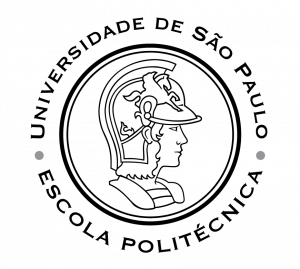 UNIVERSIDADE DE SÃO PAULO
ESCOLA POLITÉCNICA